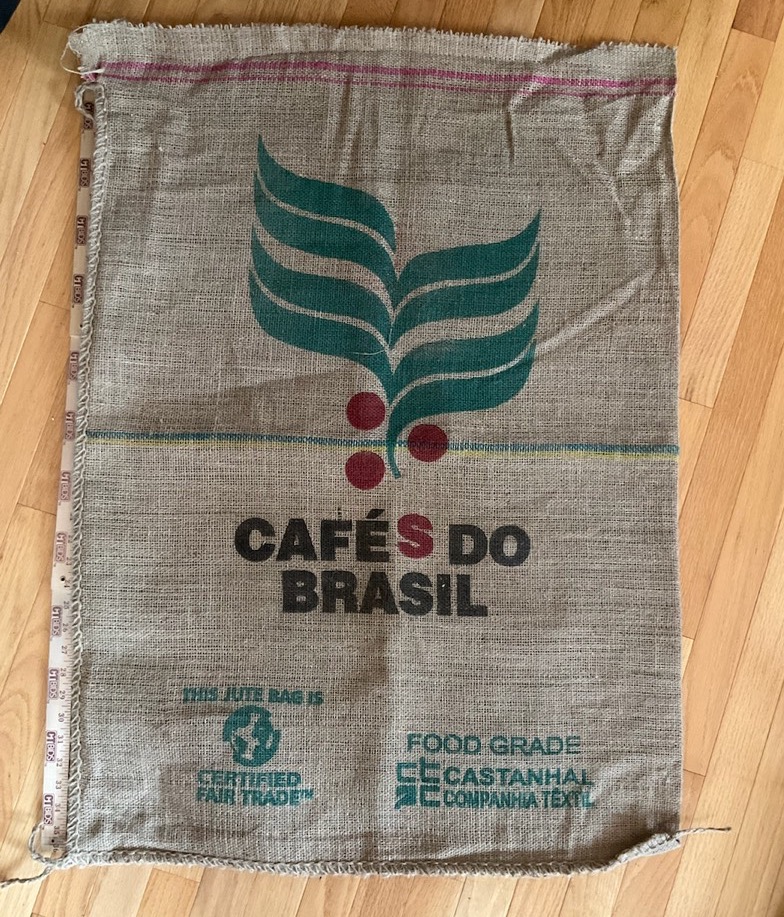 CAFÉS DO
BRASIL
THIS JUTE BAG IS
CERTIFIED
FAIR TRADE™
FOOD GRADE
CASTANHAL
COMPANHIA TÊXTIL